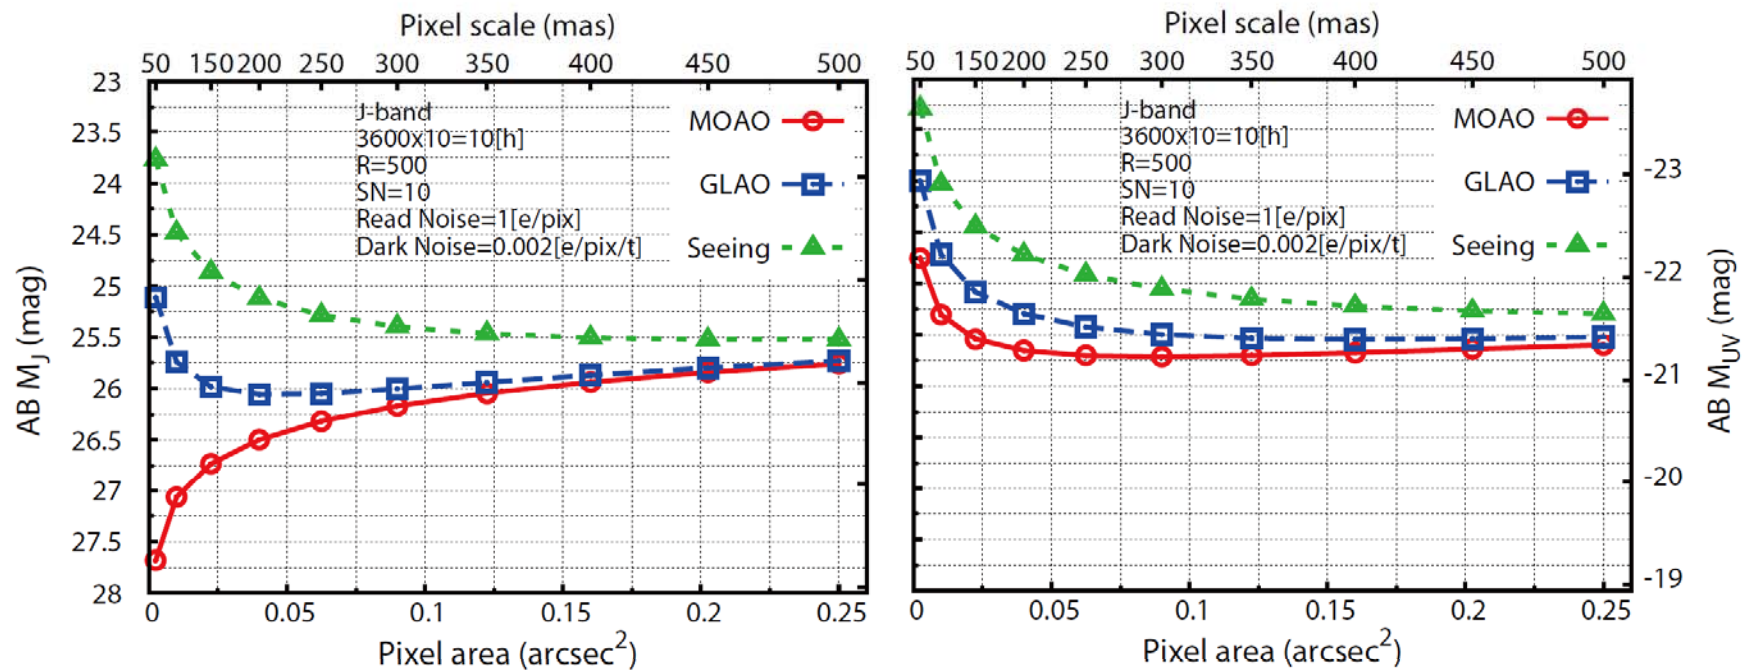 Pixel scale (mas)
50 150 200 250 300 350 400 450 500
23
23.5
24
24.5
25
25.5
26
26.5
27
27.5
28
AB M_J (mag)
J-band
3600x10=10[h]
R=500
SN=10
Read Noise=1[e/pix]
Dark Noise=0.002[e/pix/t]
MOAO
GLAO
Seeing
0 0.05 0.1 0.15 0.2 0.25
Pixel area (arcsec²)
Pixel scale (mas)
50 150 200 250 300 350 400 450 500
J-band
3600x10=10[h]
R=500
SN=10
Read Noise=1[e/pix]
Dark Noise=0.002[e/pix/t]
MOAO
GLAO
Seeing
-23
-22
-21
-20
-19
AB M_UV (mag)
0 0.05 0.1 0.15 0.2 0.25
Pixel area (arcsec²)